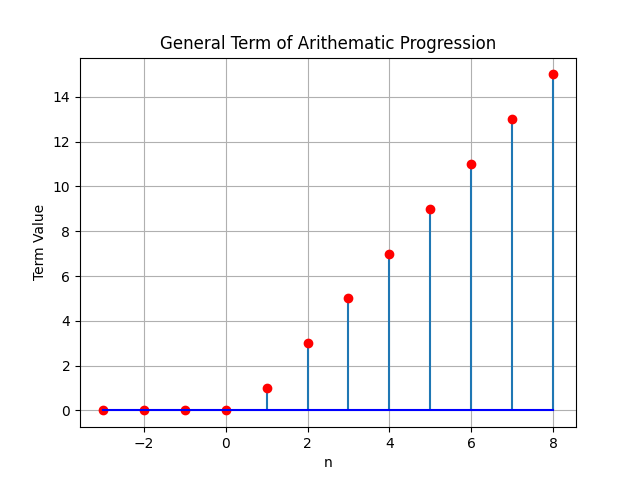 General Term of Arithematic Progression
14
12
10
8
6
4
2
0
Term Value
−2 0 2 4 6 8
n